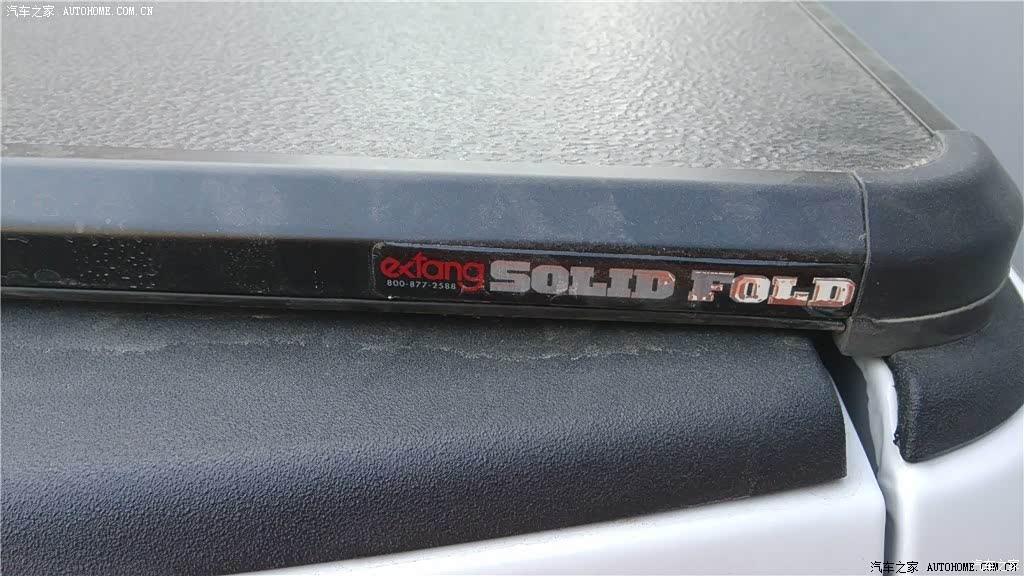 汽车之家 AUTOHOME.COM.CN
extang SOLID FOLD
800-877-2588
汽车之家 AUTOHOME.COM.CN